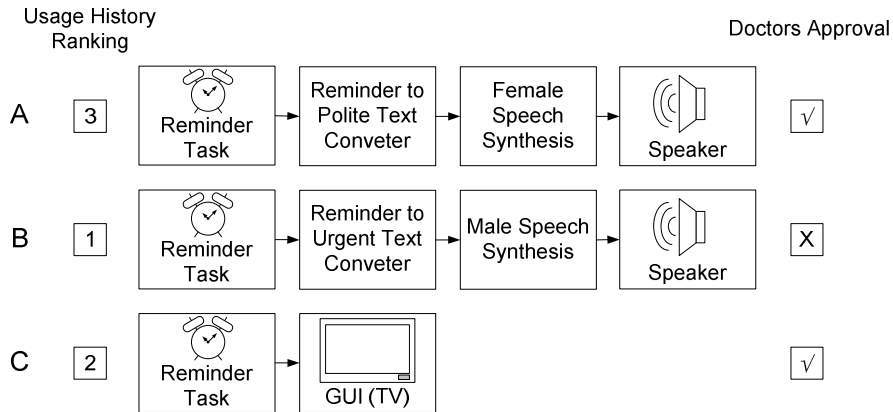 Usage History
Ranking
Doctors Approval
A
3
Reminder
Task
Reminder to
Polite Text
Conveter
Female
Speech
Synthesis
Speaker
√
B
1
Reminder
Task
Reminder to
Urgent Text
Conveter
Male Speech
Synthesis
Speaker
X
C
2
Reminder
Task
GUI (TV)
√